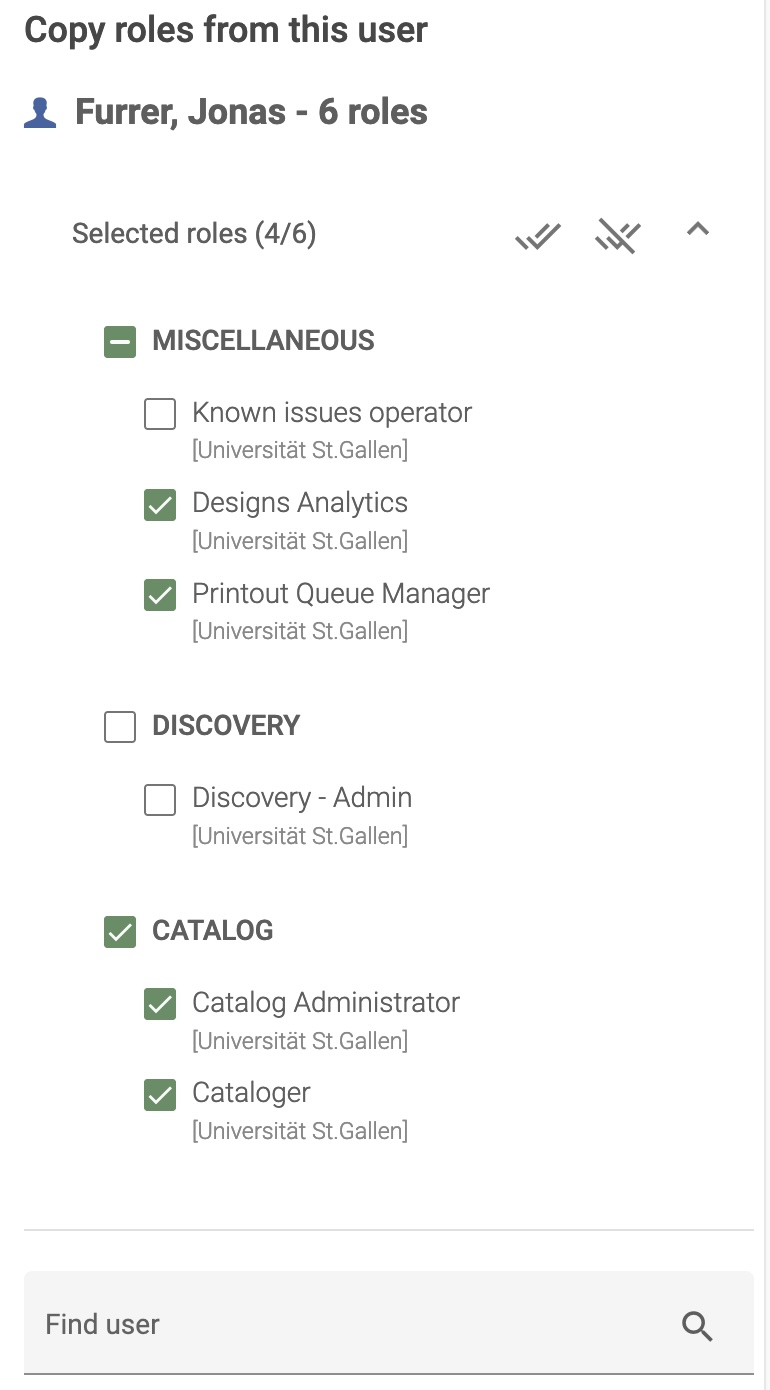 Copy roles from this user
Furrer, Jonas - 6 roles
Selected roles (4/6)
MISCELLANEOUS
Known issues operator
[Universität St.Gallen]
Designs Analytics
[Universität St.Gallen]
Printout Queue Manager
[Universität St.Gallen]
DISCOVERY
Discovery - Admin
[Universität St.Gallen]
CATALOG
Catalog Administrator
[Universität St.Gallen]
Cataloger
[Universität St.Gallen]
Find user